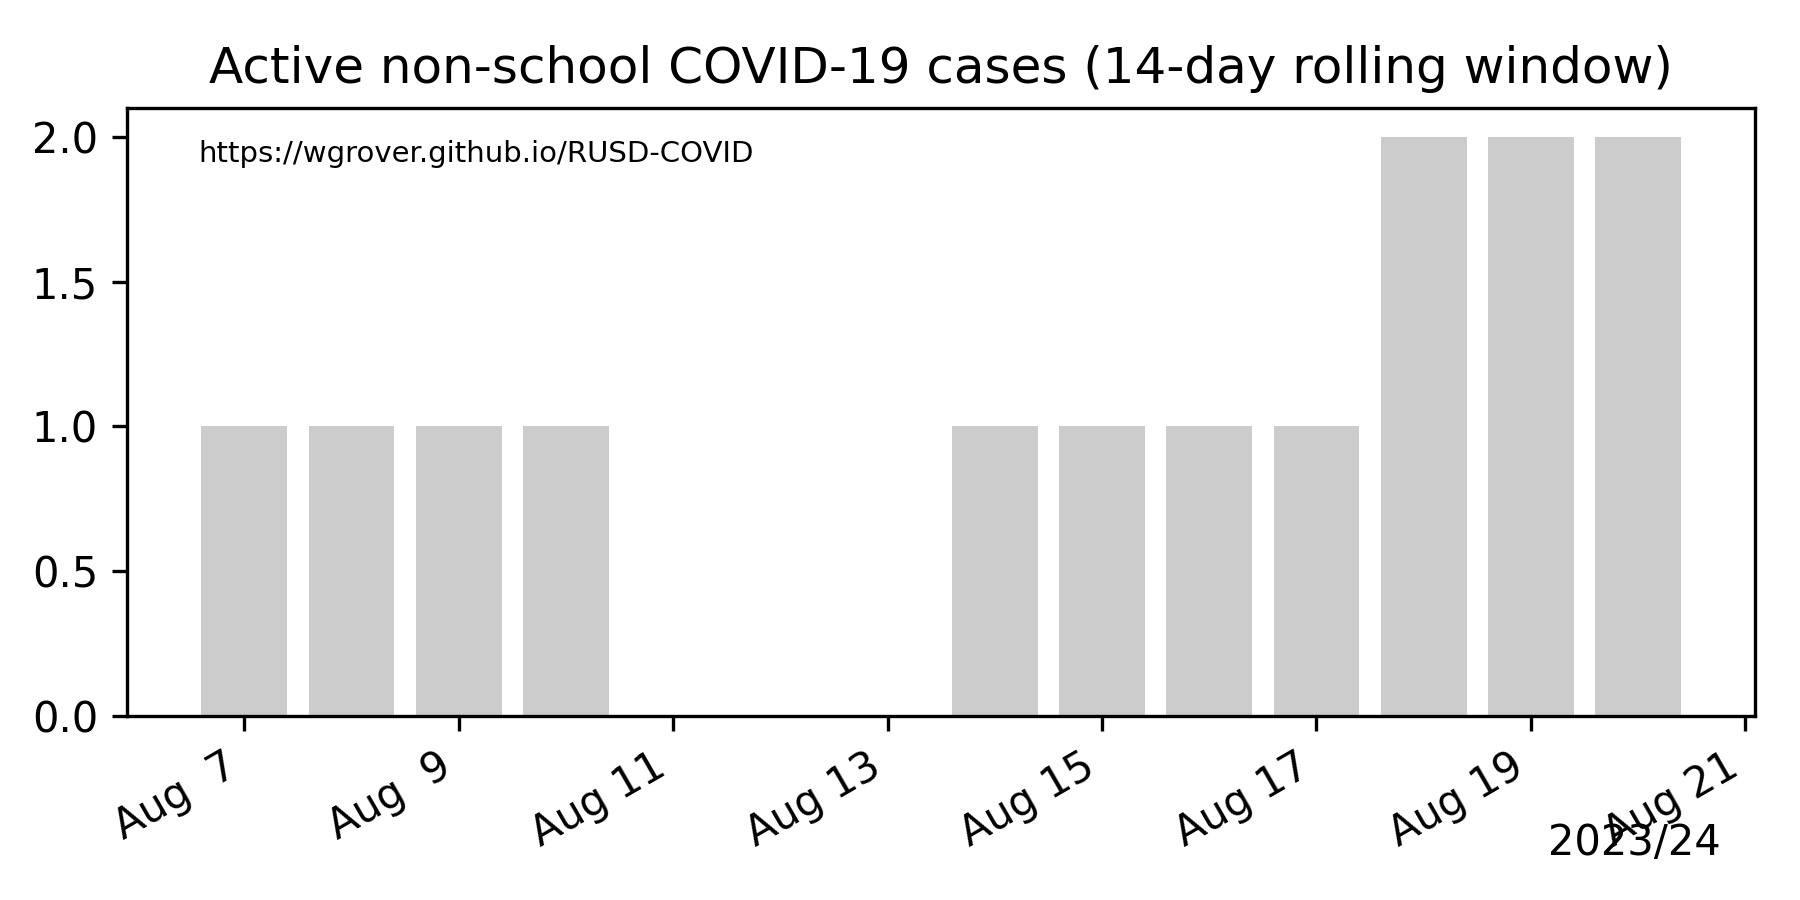 Active non-school COVID-19 cases (14-day rolling window)
https://wgrover.github.io/RUSD-COVID
2.0
1.5
1.0
0.5
0.0
Aug 7
Aug 9
Aug 11
Aug 13
Aug 15
Aug 17
Aug 19
Aug 21
2023/24